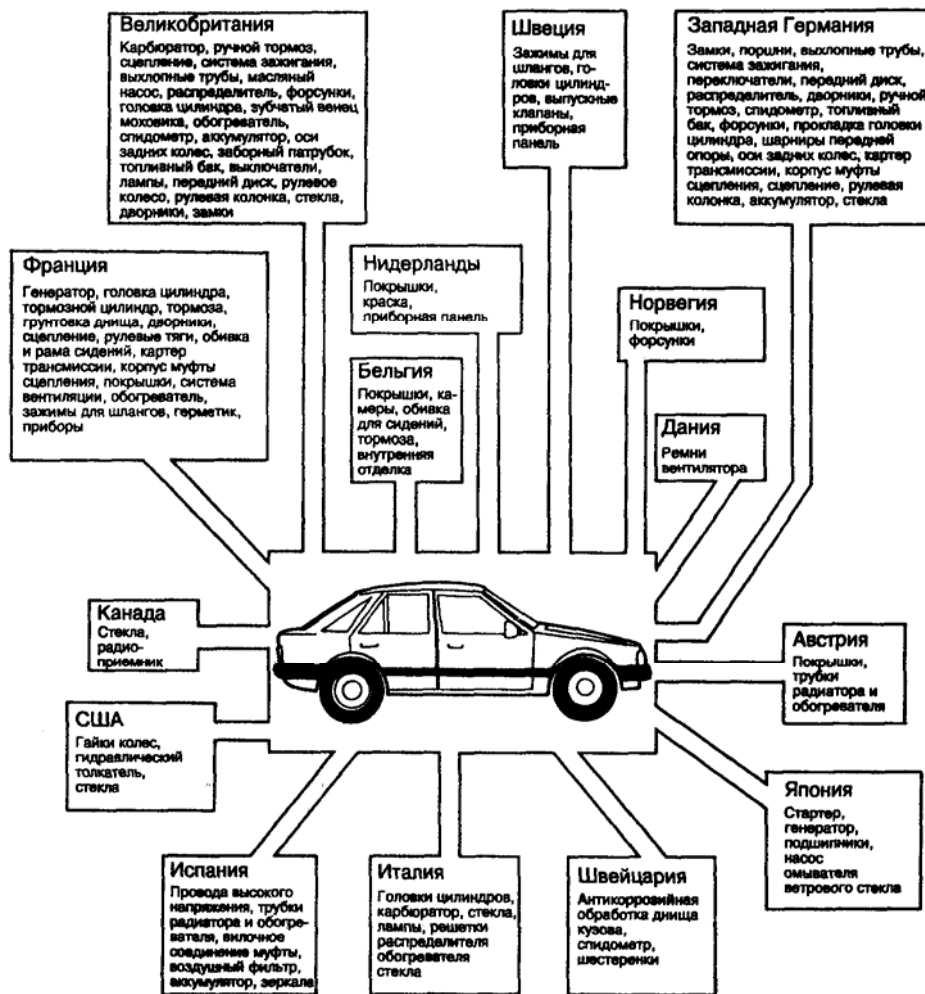 Великобритания
Карбюратор, ручной тормоз,
сцепление, система зажигания,
выхлопные трубы, масляный
насос, распределитель, форсунки,
головка цилиндра, зубчатый венец
моховика, обогреватель,
спидометр, аккумулятор, оси
задних колес, заборный патрубок,
топливный бак, выключатели,
лампы, передний диск, рулевое
колесо, рулевая колонка, стекла,
дворники, замки
Швеция
Зажимы для
шлангов, го-
ловки цилинд-
ров, выпускные
клапаны,
приборная
панель
Западная Германия
Замки, поршни, выхлопные трубы,
система зажигания,
переключатели, передний диск,
распределитель, дворники, ручной
тормоз, спидометр, топливный
бак, форсунки, прокладка головки
цилиндра, шарниры передней
опоры, оси задних колес, картер
трансмиссии, корпус муфты
сцепления, сцепление, рулевая
колонка, аккумулятор, стекла
Франция
Генератор, головка цилиндра,
тормозной цилиндр, тормоза,
грунтовка днища, дворники,
сцепление, рулевые тяги, обивка
и рама сидений, картер
трансмиссии, корпус муфты
сцепления, покрышки, система
вентиляции, обогреватель,
зажимы для шлангов, герметик,
приборы
Нидерланды
Покрышки,
краска,
приборная панель
Норвегия
Покрышки,
форсунки
Бельгия
Покрышки, ка-
меры, обивка
для сидений,
тормоза,
внутренняя
отделка
Дания
Ремни
вентилятора
Канада
Стекла,
радио-
приемник
Австрия
Покрышки,
трубки
радиатора и
обогревателя
США
Гайки колес,
гидравлический
толкатель,
стекла
Япония
Стартер,
генератор,
подшипники,
насос
омывателя
ветрового стекла
Испания
Провода высокого
напряжения, трубки
радиатора и обогре-
вателя, вилочное
соединение муфты,
воздушный фильтр,
аккумулятор, зеркала
Италия
Головки цилиндров,
карбюратор, стекла,
лампы, решетки
распределителя
обогревателя
стекла
Швейцария
Антикоррозийная
обработка днища
кузова,
спидометр,
шестеренки